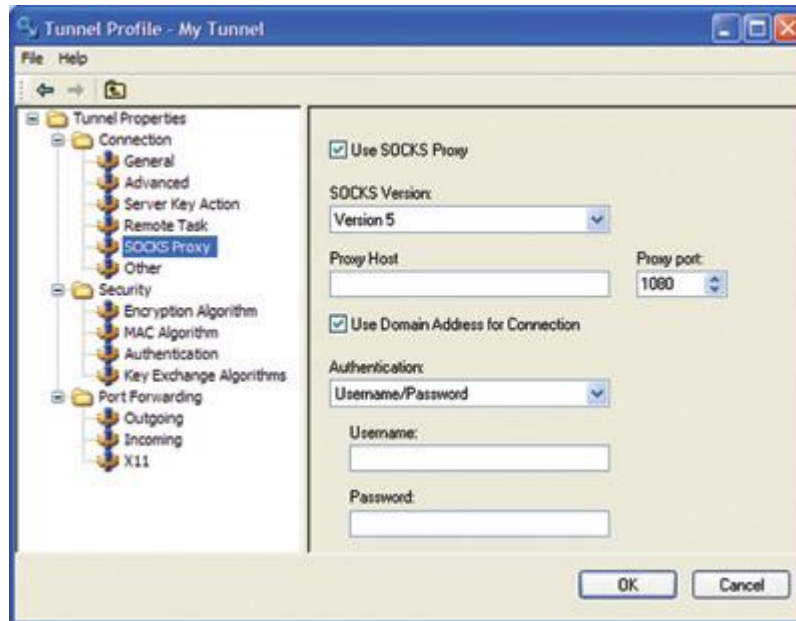 Tunnel Profile - My Tunnel
File Help
Tunnel Properties
Connection
General
Advanced
Server Key Action
Remote Task
SOCKS Proxy
Other
Security
Encryption Algorithm
MAC Algorithm
Authentication
Key Exchange Algorithms
Port Forwarding
Outgoing
Incoming
X11
Use SOCKS Proxy
SOCKS Version:
Version 5
Proxy Host Proxy port:
1080
Use Domain Address for Connection
Authentication:
Username/Password
Username:
Password:
OK Cancel